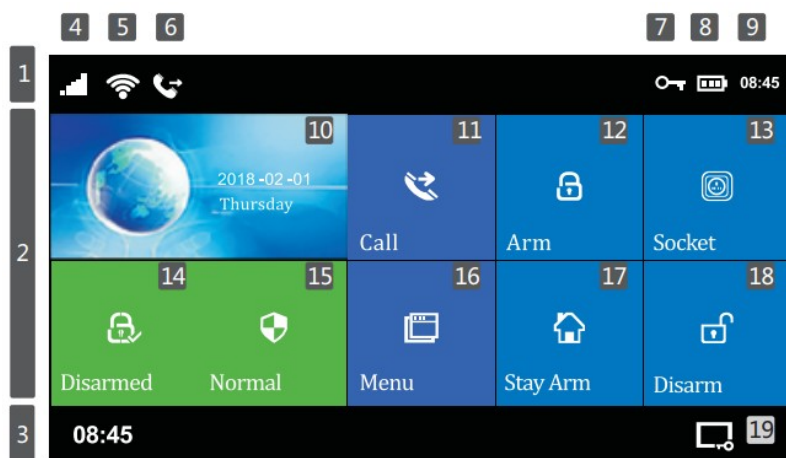 4 5 6 7 8 9
1
08:45
10 11 12 13
2018-02-01
Thursday
Call Arm Socket
2
14 15 16 17 18
Disarmed Normal Menu Stay Arm Disarm
3 08:45 19